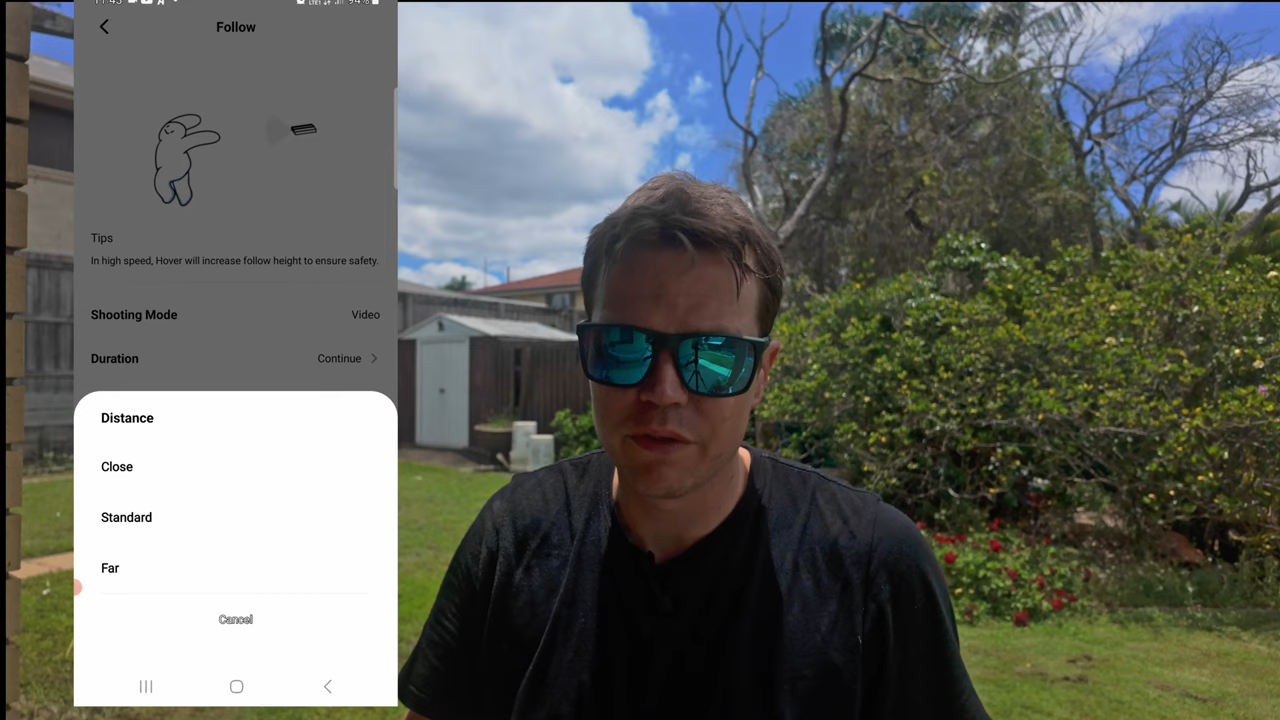 Follow
Tips
In high speed, Hover will increase follow height to ensure safety.
Shooting Mode Video
Duration Continue
Distance
Close
Standard
Far
Cancel